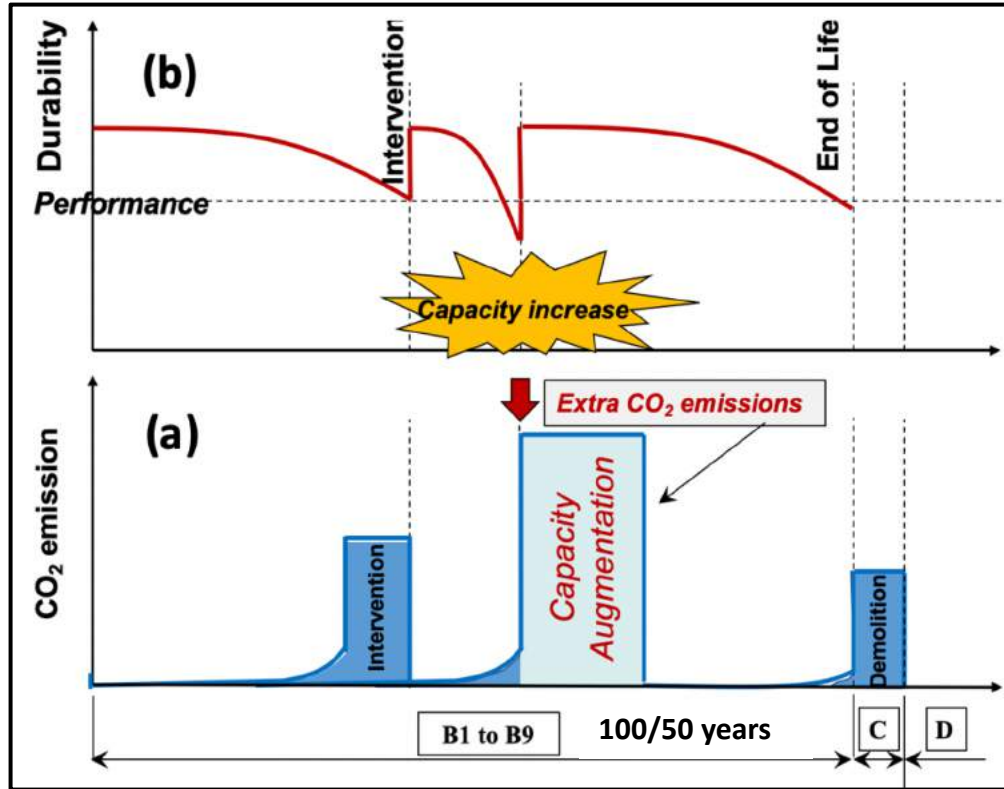 Durability
(b)
Intervention
End of Life
Performance
Capacity increase
Extra CO₂ emissions
(a)
CO₂ emission
Intervention
Capacity
Augmentation
Demolition
B1 to B9
100/50 years
C
D